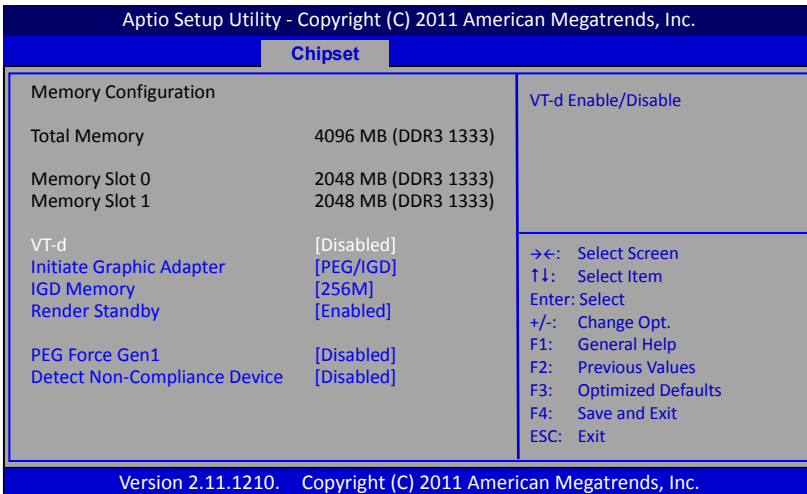 Aptio Setup Utility - Copyright (C) 2011 American Megatrends, Inc.
Chipset
Memory Configuration
Total Memory 4096 MB (DDR3 1333)
Memory Slot 0 2048 MB (DDR3 1333)
Memory Slot 1 2048 MB (DDR3 1333)
VT-d [Disabled]
Initiate Graphic Adapter [PEG/IGD]
IGD Memory [256M]
Render Standby [Enabled]
PEG Force Gen1 [Disabled]
Detect Non-Compliance Device [Disabled]
VT-d Enable/Disable
→←: Select Screen
↑↓: Select Item
Enter: Select
+/-: Change Opt.
F1: General Help
F2: Previous Values
F3: Optimized Defaults
F4: Save and Exit
ESC: Exit
Version 2.11.1210. Copyright (C) 2011 American Megatrends, Inc.